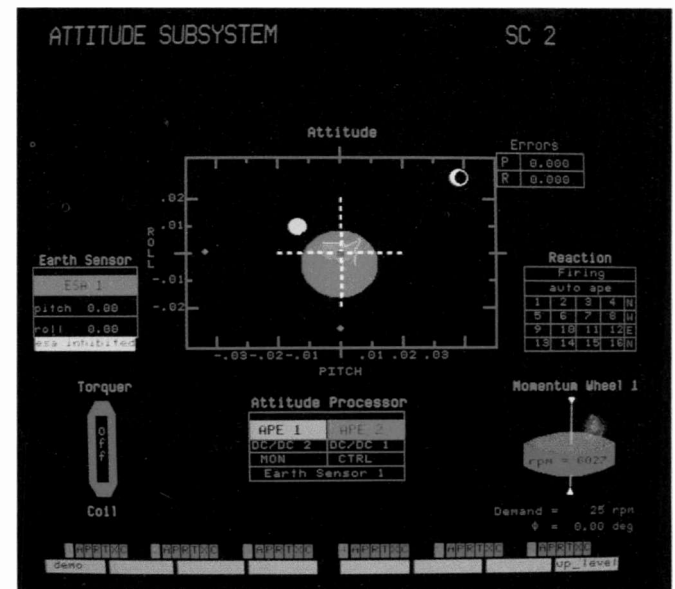 ATTITUDE SUBSYSTEM SC 2
Attitude
Errors
P 0.000
R 0.000
.02
.01
-.01
-.02
ROLL
-.03 -.02 -.01 .01 .02 .03
PITCH
Earth Sensor
ESA 1
pitch 0.00
roll 0.00
esa inhibited
Reaction
Firing
auto ape
1 2 3 4 N
5 6 7 8 W
9 10 11 12 E
13 14 15 16 N
Torquer
Off
Coil
Attitude Processor
APE 1 APE 2
DC/DC 2 DC/DC 1
MON CTRL
Earth Sensor 1
Momentum Wheel 1
rpm = 6027
Demand = 25 rpm
Φ = 0.00 deg
demo up_level